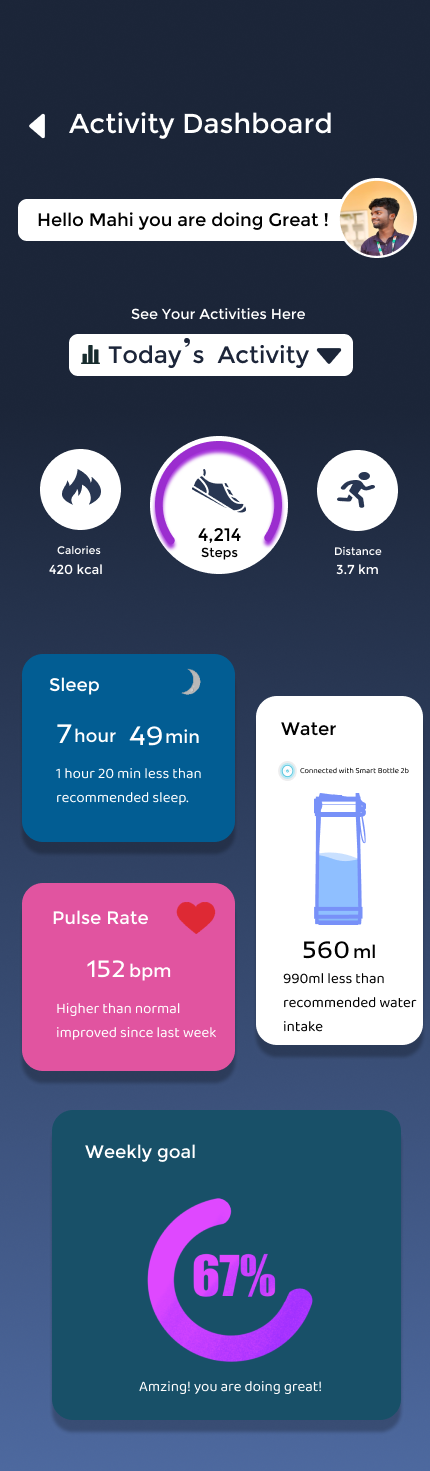 Activity Dashboard
Hello Mahi you are doing Great !
See Your Activities Here
Today's Activity
4,214
Steps
Calories
420 kcal
Distance
3.7 km
Sleep
7 hour 49 min
1 hour 20 min less than
recommended sleep.
Water
Connected with Smart Bottle 2b
560 ml
990ml less than
recommended water
intake
Pulse Rate
152 bpm
Higher than normal
improved since last week
Weekly goal
67%
Amzing! you are doing great!